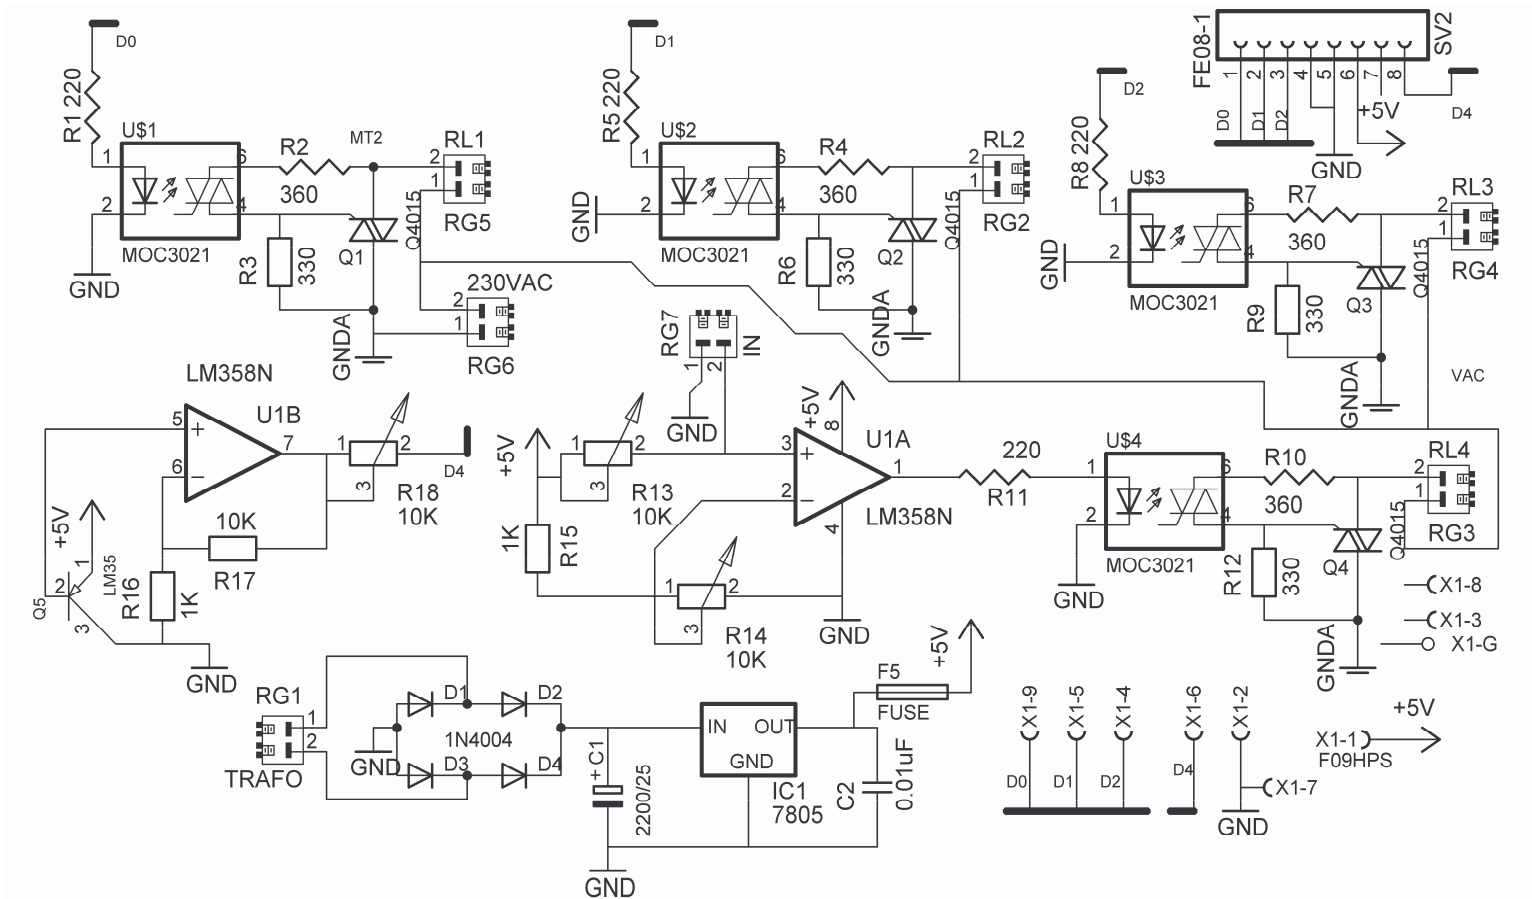 D0
R1 220
U$1
1
2
6
4
MOC3021
GND
R2
360
MT2
R3
330
Q1
Q4015
GNDA
RL1
2
1
RG5
230VAC
2
1
RG6
D1
R5 220
U$2
1
2
6
4
GND
MOC3021
R4
360
R6
330
Q2
Q4015
GNDA
RL2
2
1
RG2
D2
R8 220
U$3
1
2
6
4
GND
MOC3021
R7
360
R9
330
Q3
Q4015
GNDA
RL3
2
1
RG4
VAC
FE08-1
SV2
1
2
3
4
5
6
7
8
D0
D1
D2
+5V
GND
D4
LM358N
U1B
5
+
6
−
7
1
2
3
R18
10K
D4
+5V
1
2
3
LM35
Q5
10K
R17
R16
1K
GND
RG7
IN
1
2
GND
+5V
1
2
3
R13
10K
1K
R15
1
2
3
R14
10K
+5V
8
3
+
2
−
1
4
U1A
LM358N
GND
220
R11
U$4
1
2
6
4
MOC3021
GND
R10
360
R12
330
Q4
Q4015
GNDA
RL4
2
1
RG3
X1-8
X1-3
X1-G
RG1
1
2
TRAFO
D1
D2
1N4004
GND
D3
D4
+
C1
2200/25
GND
IN
OUT
GND
IC1
7805
F5
FUSE
+5V
C2
0.01uF
X1-9
X1-5
X1-4
X1-6
X1-2
D0
D1
D2
D4
X1-7
GND
X1-1
F09HPS
+5V